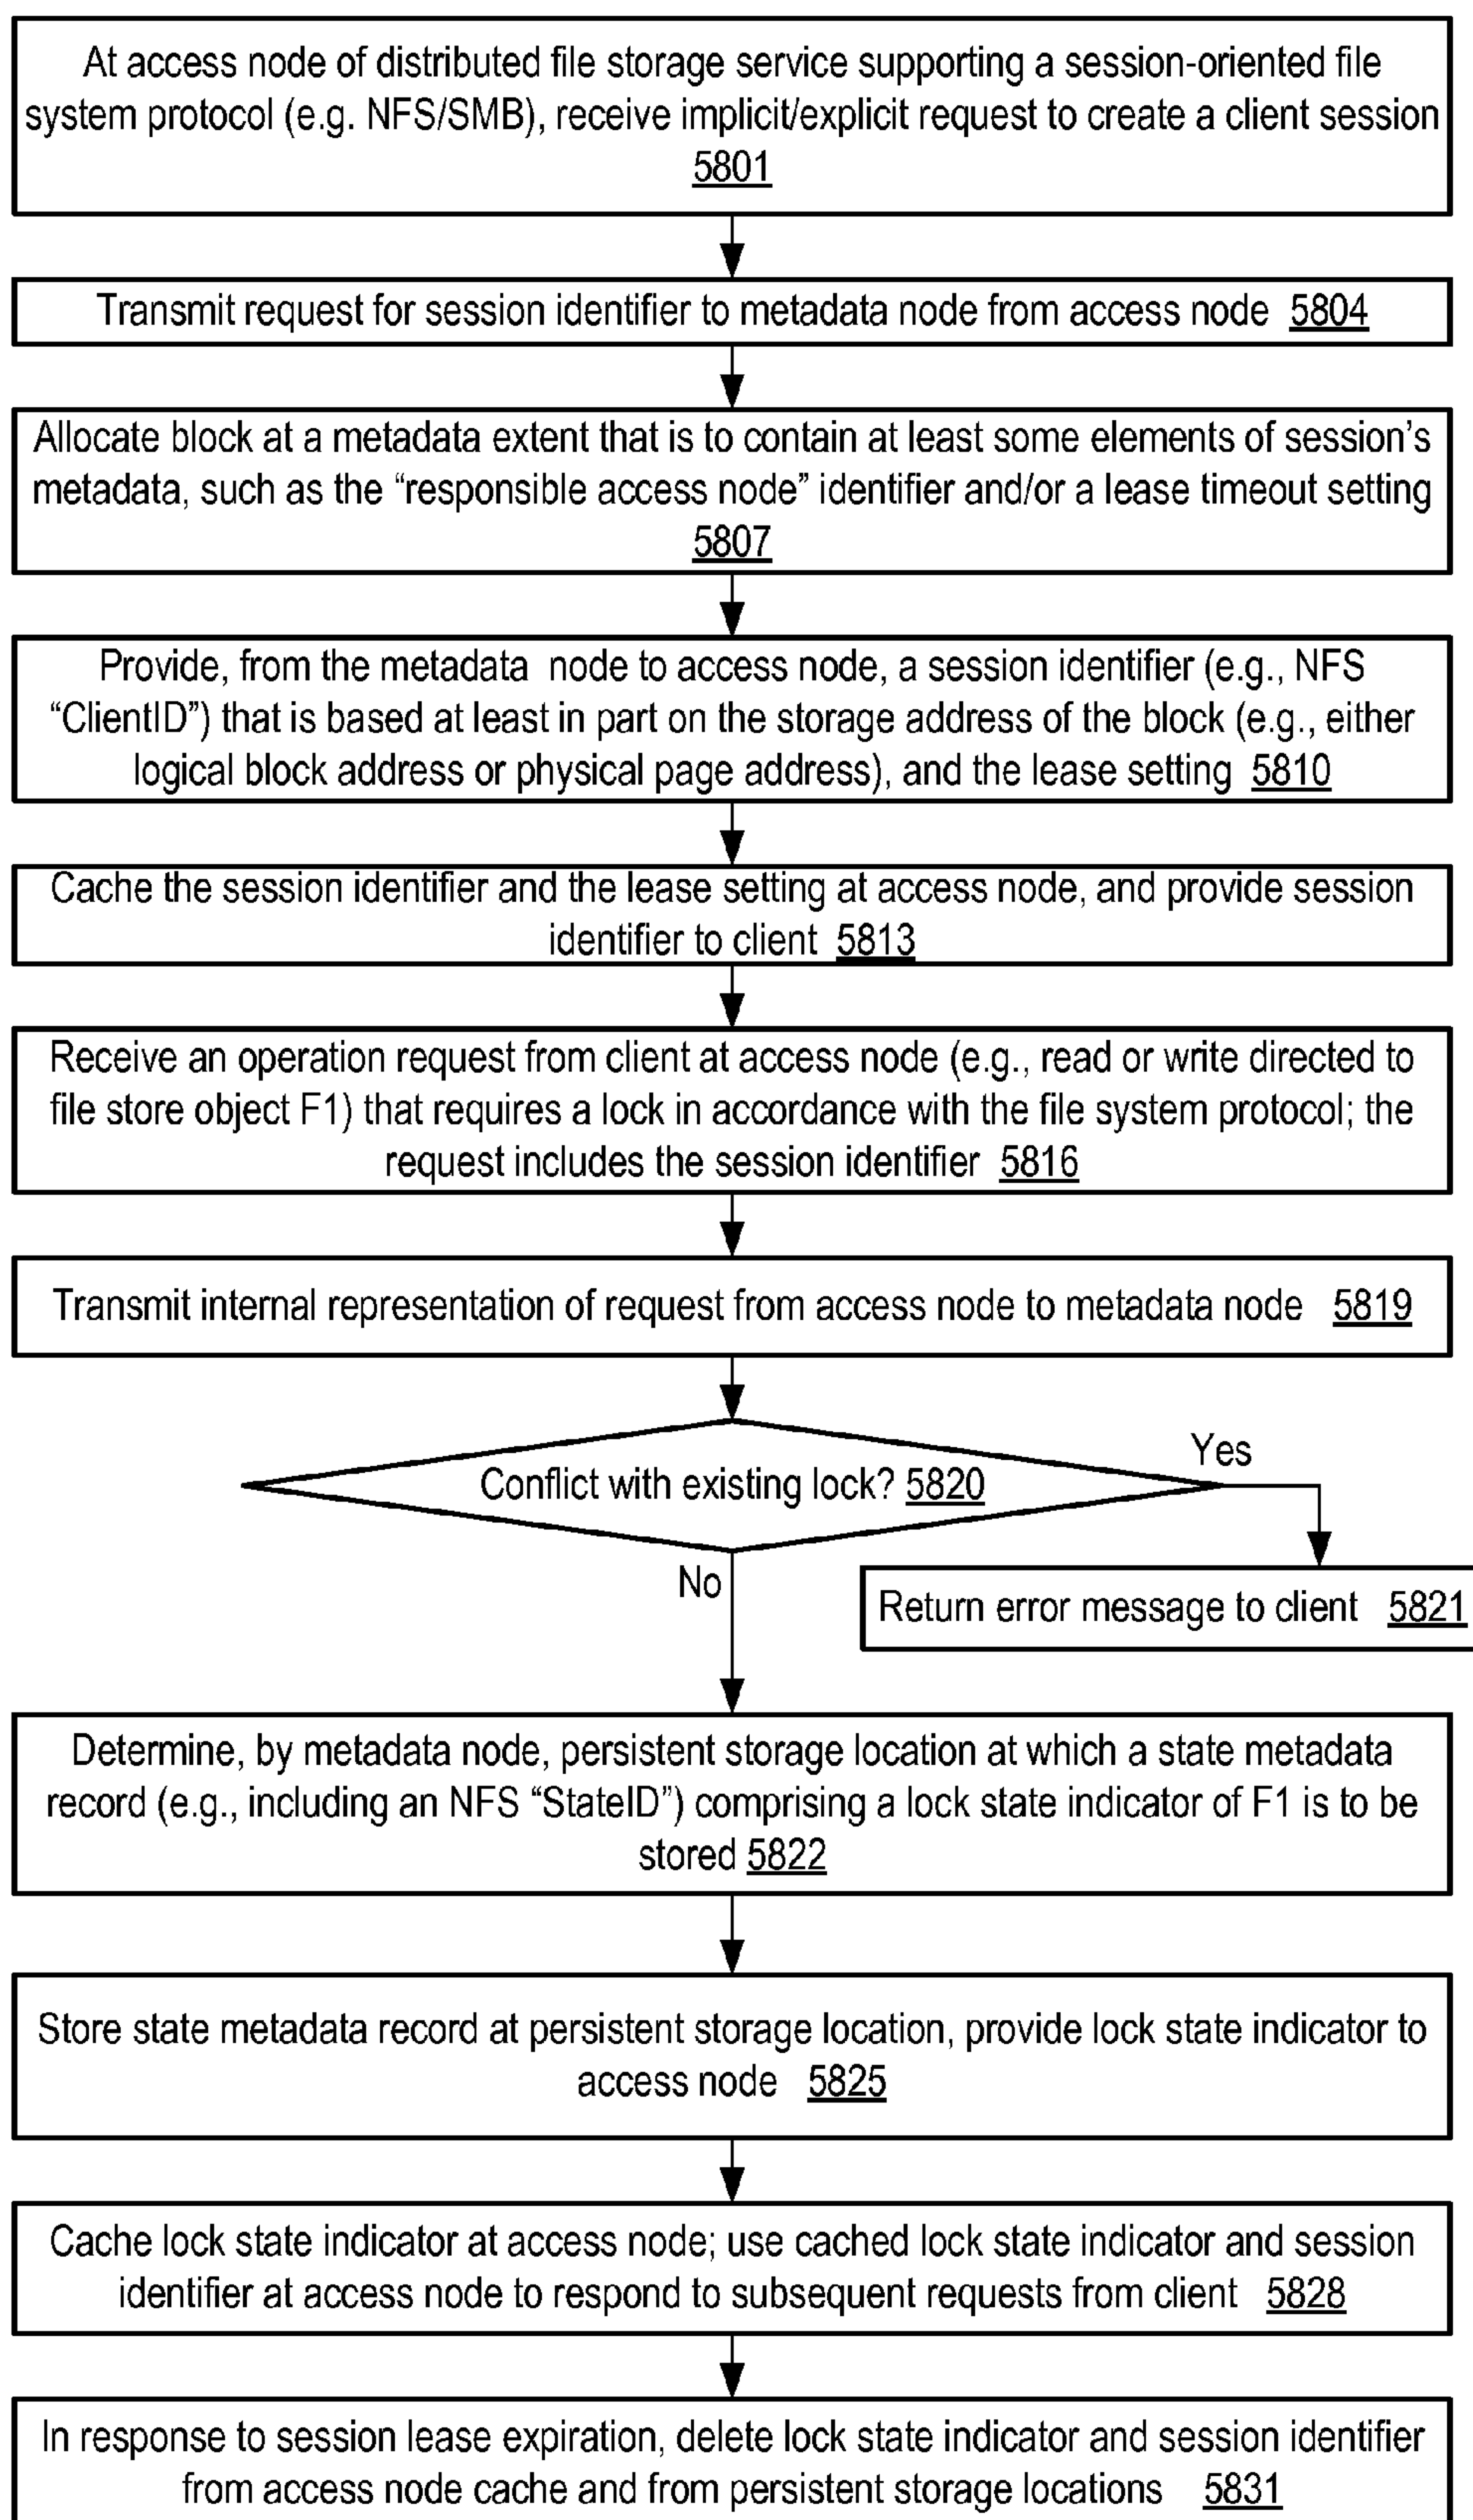 At access node of distributed file storage service supporting a session-oriented file
system protocol (e.g. NFS/SMB), receive implicit/explicit request to create a client session
5801
Transmit request for session identifier to metadata node from access node 5804
Allocate block at a metadata extent that is to contain at least some elements of session's
metadata, such as the “responsible access node” identifier and/or a lease timeout setting
5807
Provide, from the metadata node to access node, a session identifier (e.g., NFS
“ClientID”) that is based at least in part on the storage address of the block (e.g., either
logical block address or physical page address), and the lease setting 5810
Cache the session identifier and the lease setting at access node, and provide session
identifier to client 5813
Receive an operation request from client at access node (e.g., read or write directed to
file store object F1) that requires a lock in accordance with the file system protocol; the
request includes the session identifier 5816
Transmit internal representation of request from access node to metadata node 5819
Conflict with existing lock? 5820
Yes
No
Return error message to client 5821
Determine, by metadata node, persistent storage location at which a state metadata
record (e.g., including an NFS “StateID”) comprising a lock state indicator of F1 is to be
stored 5822
Store state metadata record at persistent storage location, provide lock state indicator to
access node 5825
Cache lock state indicator at access node; use cached lock state indicator and session
identifier at access node to respond to subsequent requests from client 5828
In response to session lease expiration, delete lock state indicator and session identifier
from access node cache and from persistent storage locations 5831